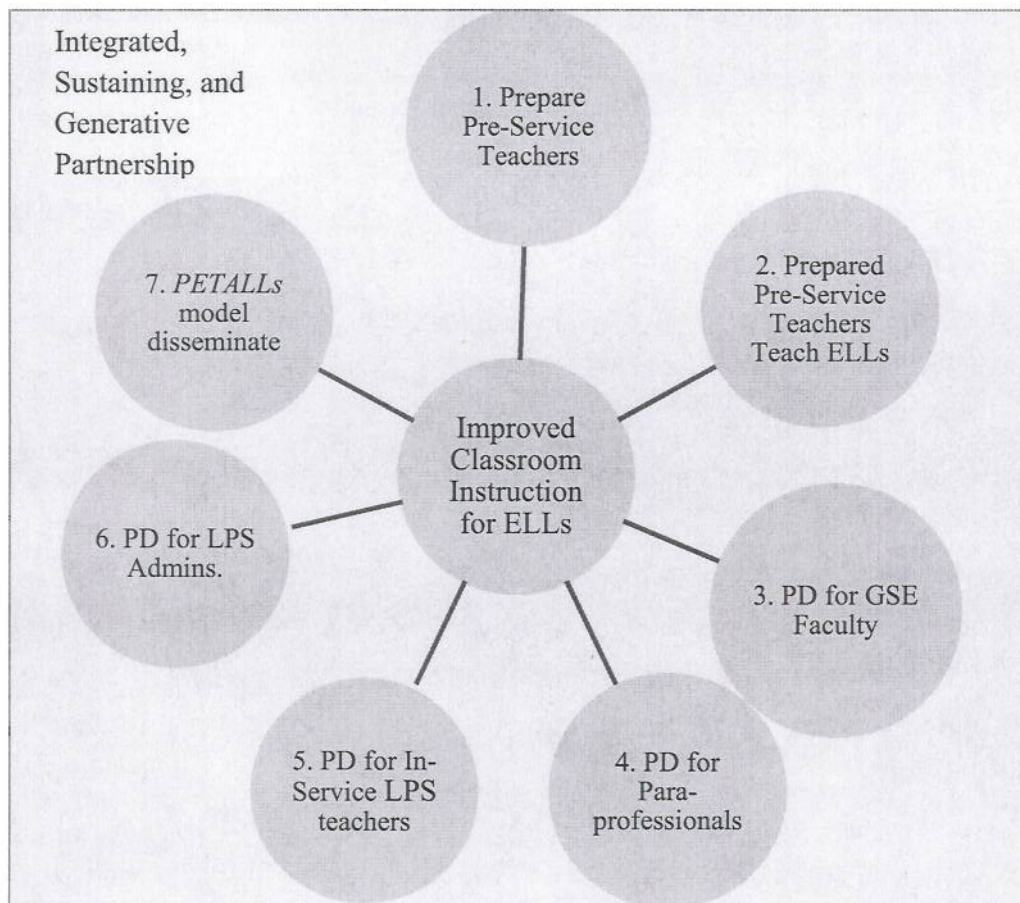 Integrated,
Sustaining, and
Generative
Partnership
1. Prepare
Pre-Service
Teachers
2. Prepared
Pre-Service
Teachers
Teach ELLs
3. PD for GSE
Faculty
4. PD for
Para-
professionals
5. PD for In-
Service LPS
teachers
6. PD for LPS
Admins.
7. PETALLs
model
disseminate
Improved
Classroom
Instruction
for ELLs